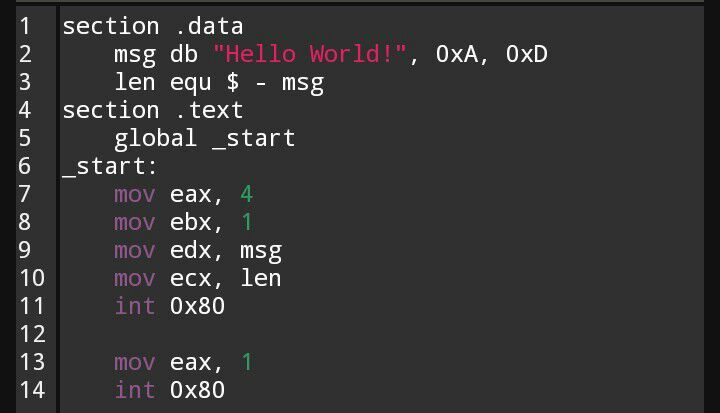 1 section .data
2     msg db "Hello World!", 0xA, 0xD
3     len equ $ - msg
4 section .text
5     global _start
6 _start:
7     mov eax, 4
8     mov ebx, 1
9     mov edx, msg
10     mov ecx, len
11     int 0x80
12
13     mov eax, 1
14     int 0x80